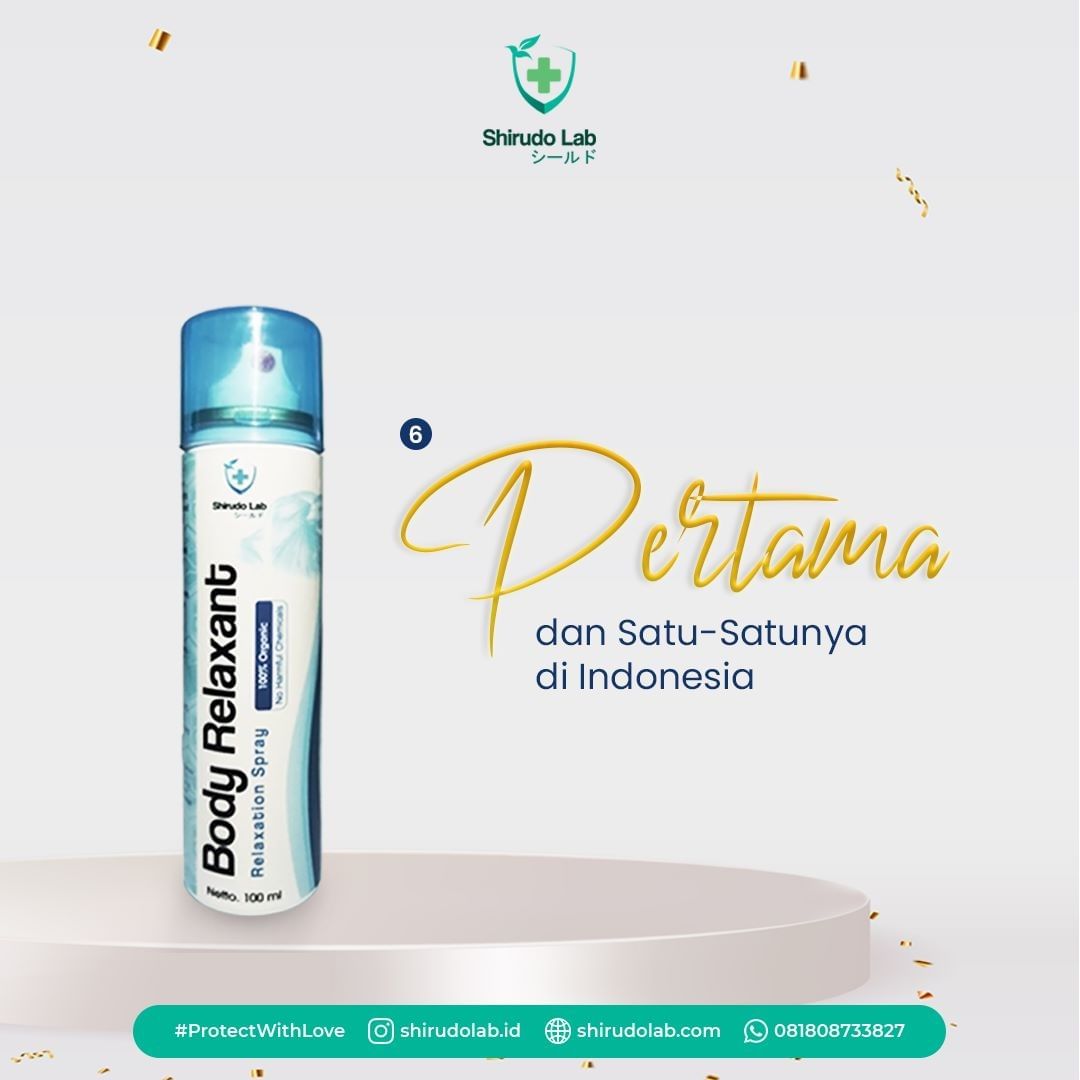 Shirudo Lab
シールド
6
Pertama
dan Satu-Satunya
di Indonesia
Shirudo Lab
シールド
Body Relaxant
Relaxation Spray
100% Organic
No Harmful Chemicals
Netto. 100 ml
#ProtectWithLove shirudolab.id shirudolab.com 081808733827